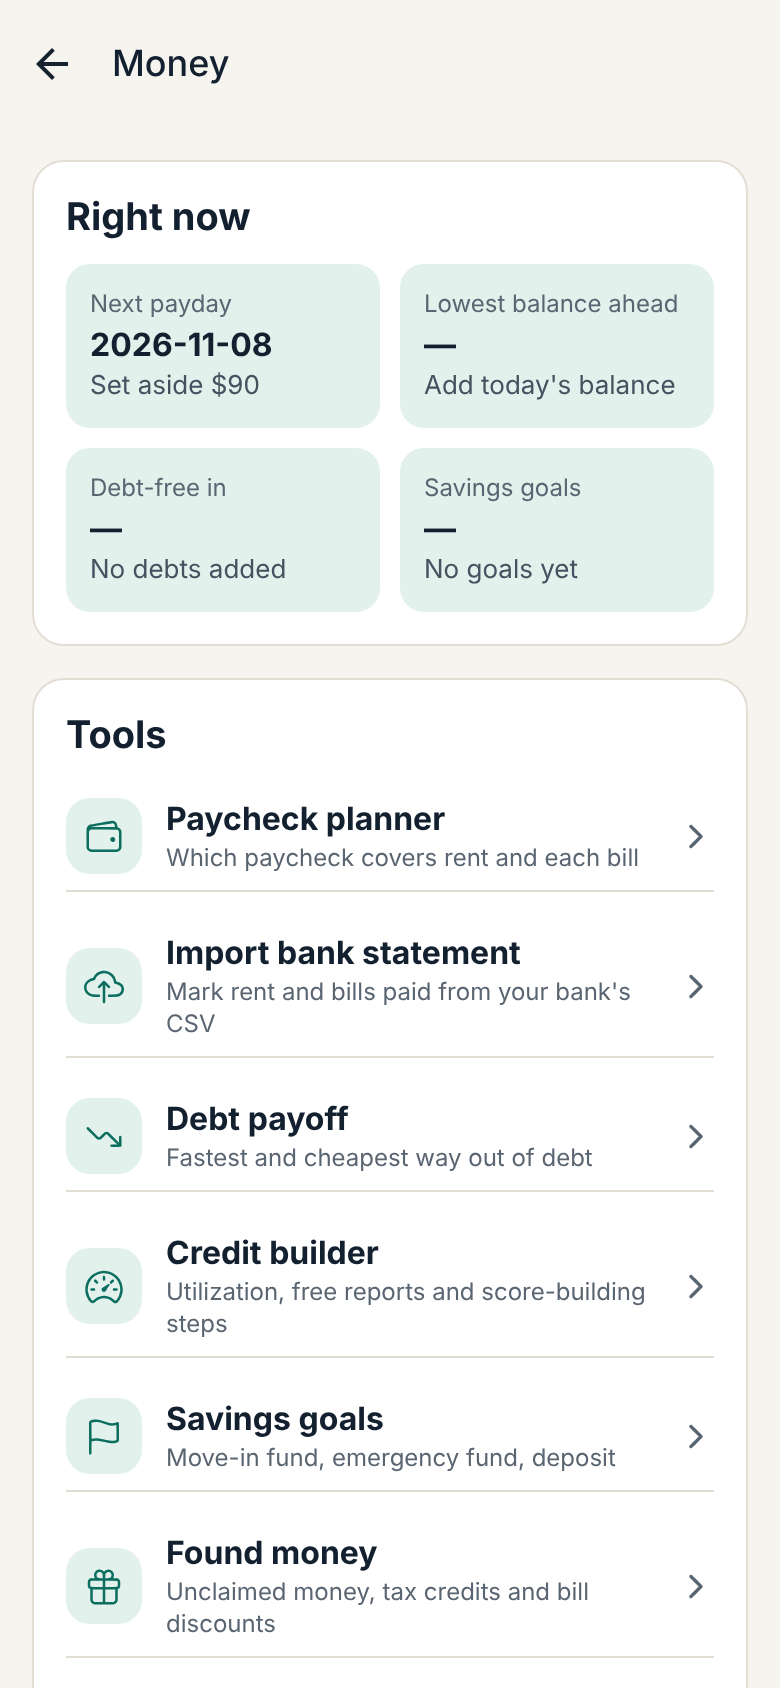 Money
Right now
Next payday
2026-11-08
Set aside $90
Lowest balance ahead
—
Add today's balance
Debt-free in
—
No debts added
Savings goals
—
No goals yet
Tools
Paycheck planner
Which paycheck covers rent and each bill
Import bank statement
Mark rent and bills paid from your bank's
CSV
Debt payoff
Fastest and cheapest way out of debt
Credit builder
Utilization, free reports and score-building
steps
Savings goals
Move-in fund, emergency fund, deposit
Found money
Unclaimed money, tax credits and bill
discounts